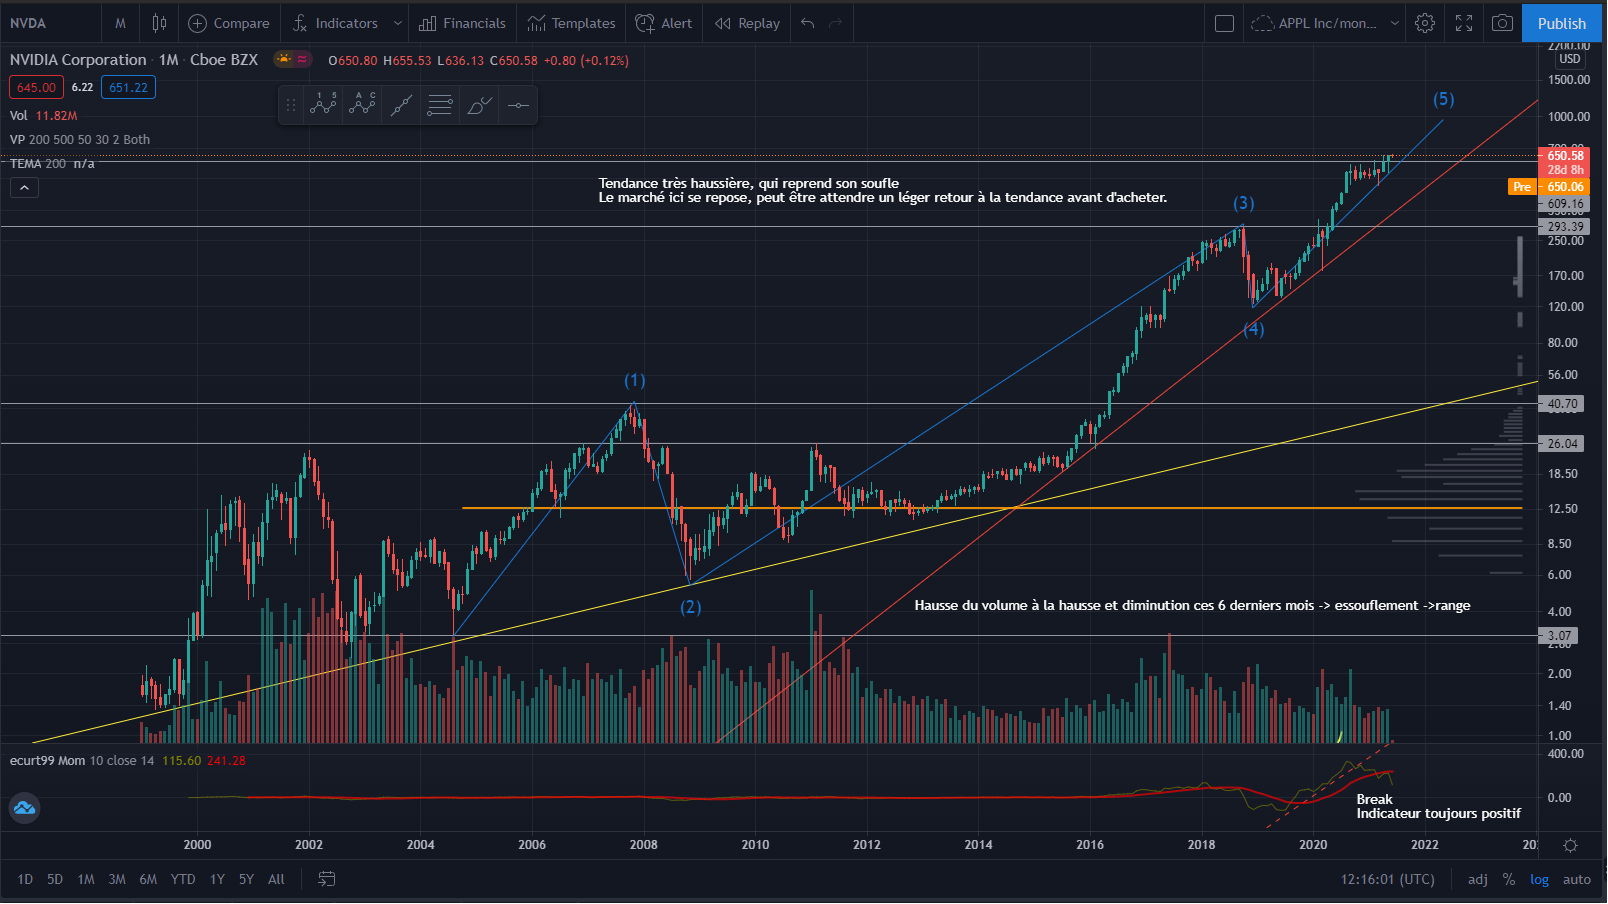 NVDA M Compare Indicators Financials Templates Alert Replay APPL Inc/mon... Publish
NVIDIA Corporation · 1M · Cboe BZX O650.80 H655.53 L636.13 C650.58 +0.80 (+0.12%)
645.00 6.22 651.22
Vol 11.82M
VP 200 500 50 30 2 Both
TEMA 200 n/a
1 5
A C
Tendance très haussière, qui reprend son soufle
Le marché ici se repose, peut être attendre un léger retour à la tendance avant d'acheter.
(1)
(2)
(3)
(4)
(5)
Hausse du volume à la hausse et diminution ces 6 derniers mois -> essouflement ->range
2200.00
USD
1500.00
1000.00
650.58
28d 8h
Pre 650.06
609.16
293.39
250.00
170.00
120.00
80.00
56.00
40.70
26.04
18.50
12.50
8.50
6.00
4.00
3.07
2.00
1.40
1.00
ecurt99 Mom 10 close 14 115.60 241.28
400.00
0.00
Break
Indicateur toujours positif
2000 2002 2004 2006 2008 2010 2012 2014 2016 2018 2020 2022
1D 5D 1M 3M 6M YTD 1Y 5Y All 12:16:01 (UTC) adj % log auto